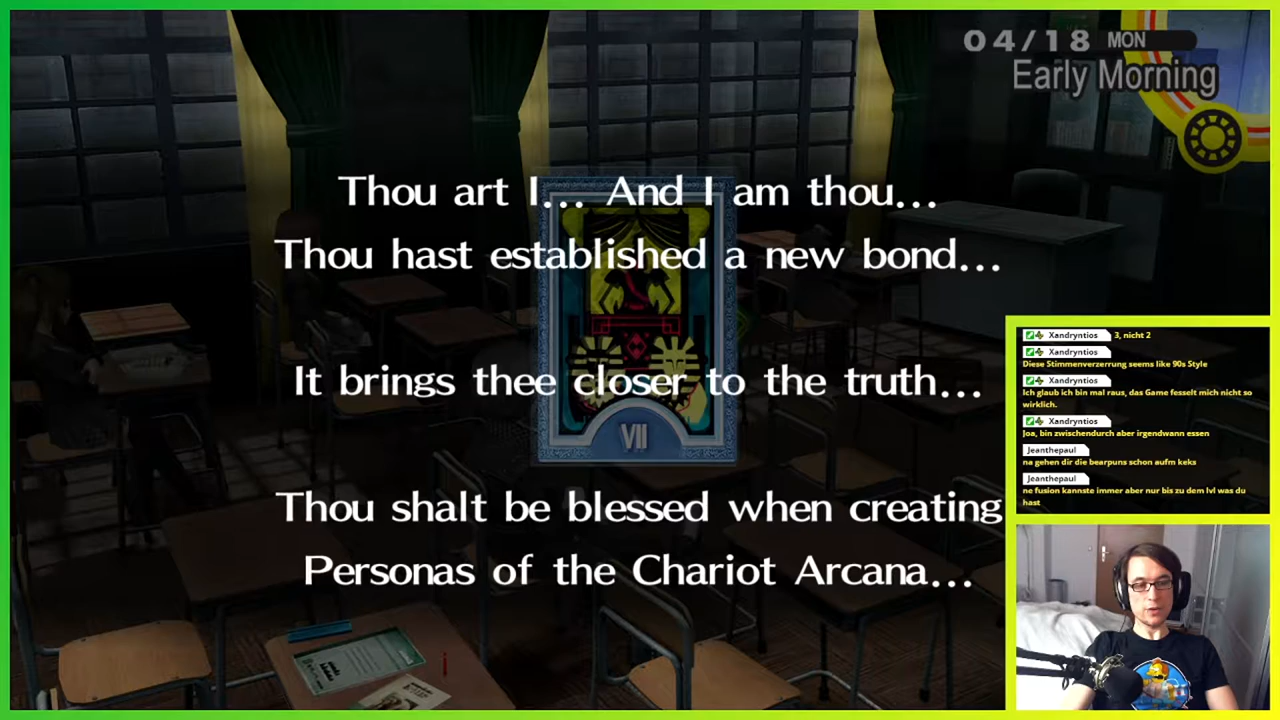 04/18 MON
Early Morning
Thou art I... And I am thou...
Thou hast established a new bond...
It brings thee closer to the truth...
Thou shalt be blessed when creating
Personas of the Chariot Arcana...
VII
Xandryntios 3, nicht 2
Xandryntios
Diese Stimmenverzerrung seems like 90s Style
Xandryntios
Ich glaub ich bin mal raus, das Game fesselt mich nicht so
wirklich.
Xandryntios
Joa, bin zwischendurch aber irgendwann essen
Jeanthepaul
na gehen dir die bearpuns schon aufm keks
Jeanthepaul
ne fusion kannste immer aber nur bis zu dem lvl was du
hast